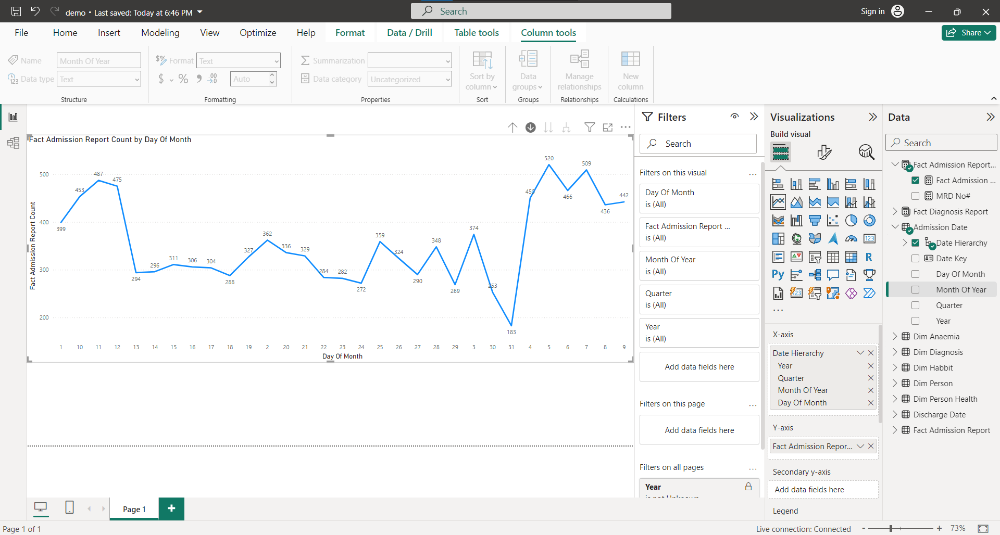 demo • Last saved: Today at 6:46 PM
Search
Sign in
File
Home
Insert
Modeling
View
Optimize
Help
Format
Data / Drill
Table tools
Column tools
Share
Name
Month Of Year
Data type
Text
Structure
Format
Text
$ % 9 .00
Auto
Formatting
Summarization
Data category
Uncategorized
Properties
Sort by
column
Sort
Data
groups
Groups
Manage
relationships
Relationships
New
column
Calculations
Fact Admission Report Count by Day Of Month
Fact Admission Report Count
500
400
300
200
399
453
487
475
294
296
311
306
304
288
327
362
336
329
284
282
272
359
324
290
348
269
374
253
183
450
520
466
509
436
442
1 10 11 12 13 14 15 16 17 18 19 2 20 21 22 23 24 25 26 27 28 29 3 30 31 4 5 6 7 8 9
Day Of Month
Filters
Search
Filters on this visual
Day Of Month
is (All)
Fact Admission Report ...
is (All)
Month Of Year
is (All)
Quarter
is (All)
Year
is (All)
Add data fields here
Filters on this page
Add data fields here
Filters on all pages
Year
is not Unknown
Visualizations
Build visual
123
R
Py
123
X-axis
Date Hierarchy
Year
Quarter
Month Of Year
Day Of Month
Y-axis
Fact Admission Repor...
Secondary y-axis
Add data fields here
Legend
Data
Search
Fact Admission Report...
Fact Admission ...
MRD No#
Fact Diagnosis Report
Admission Date
Date Hierarchy
Date Key
Day Of Month
Month Of Year
Quarter
Year
Dim Anaemia
Dim Diagnosis
Dim Habbit
Dim Person
Dim Person Health
Discharge Date
Fact Admission Report
Page 1
+
Page 1 of 1
Live connection: Connected
- + 73%